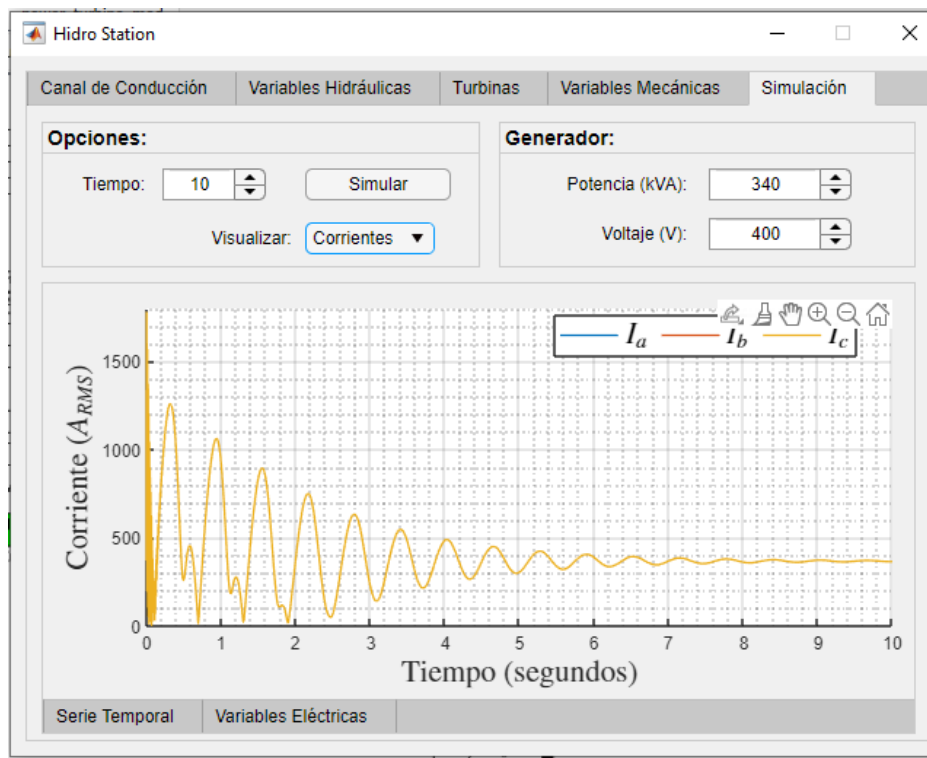 Hidro Station
Canal de Conducción Variables Hidráulicas Turbinas Variables Mecánicas Simulación
Opciones:
Tiempo: 10 Simular
Visualizar: Corrientes
Generador:
Potencia (kVA): 340
Voltaje (V): 400
I_a I_b I_c
Corriente (A_RMS)
1500
1000
500
0
0 1 2 3 4 5 6 7 8 9 10
Tiempo (segundos)
Serie Temporal Variables Eléctricas